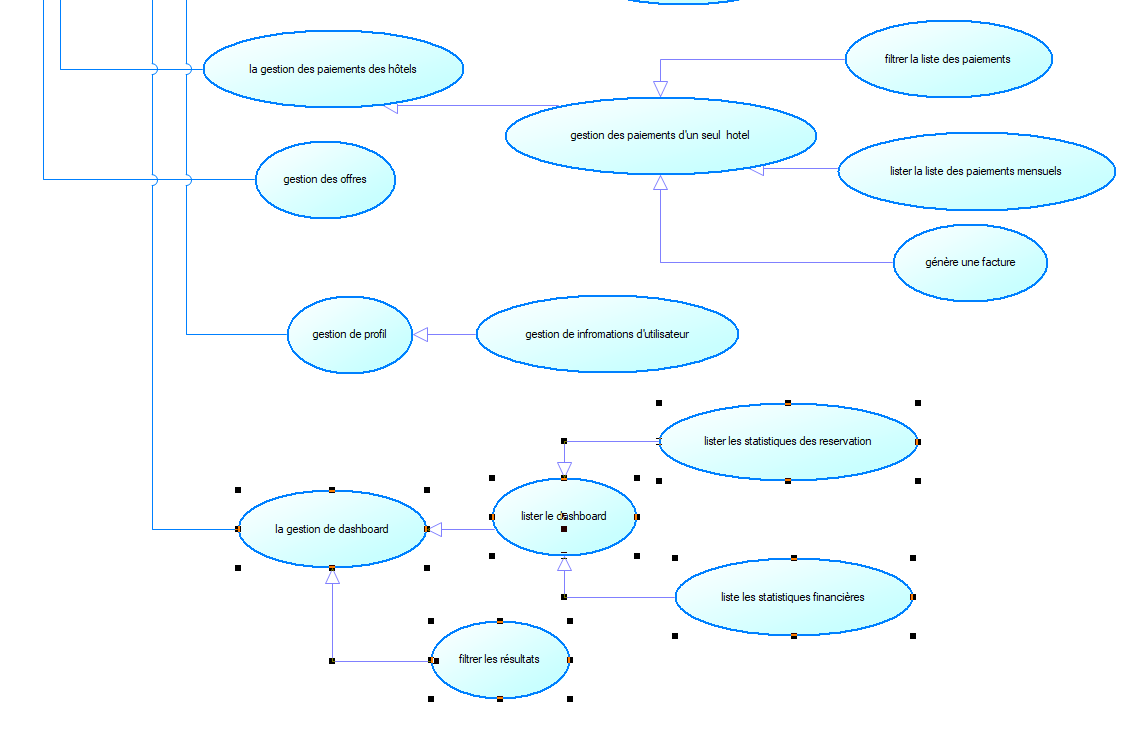 filtrer la liste des paiements
la gestion des paiements des hôtels
gestion des paiements d'un seul hotel
lister la liste des paiements mensuels
gestion des offres
génère une facture
gestion de profil
gestion de infromations d'utilisateur
lister les statistiques des reservation
lister le dashboard
la gestion de dashboard
liste les statistiques financières
filtrer les résultats